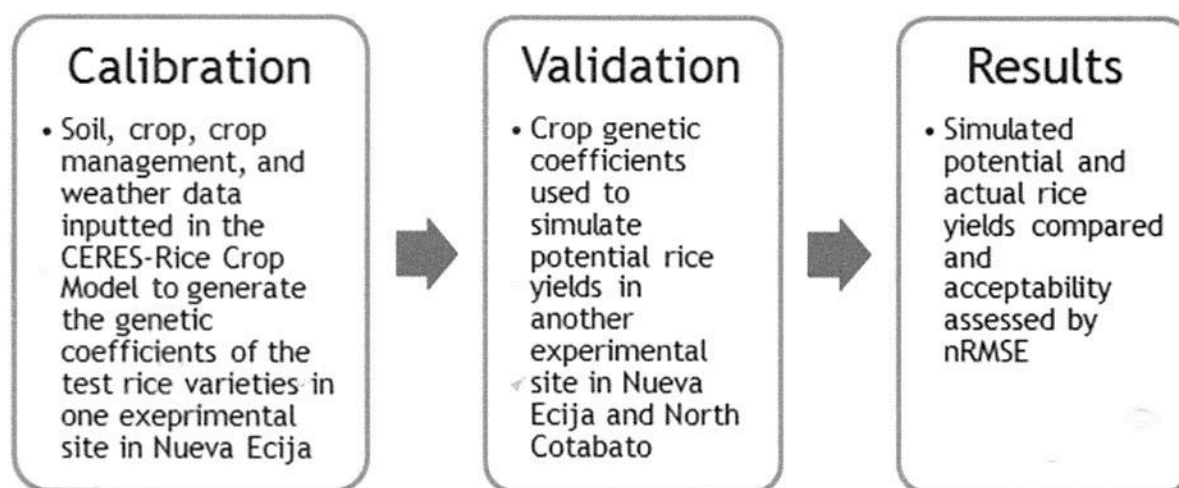 Calibration
• Soil, crop, crop
management, and
weather data
inputted in the
CERES-Rice Crop
Model to generate
the genetic
coefficients of the
test rice varieties in
one exeprimental
site in Nueva Ecija
Validation
• Crop genetic
coefficients
used to
simulate
potential rice
yields in
another
experimental
site in Nueva
Ecija and North
Cotabato
Results
• Simulated
potential and
actual rice
yields compared
and
acceptability
assessed by
nRMSE